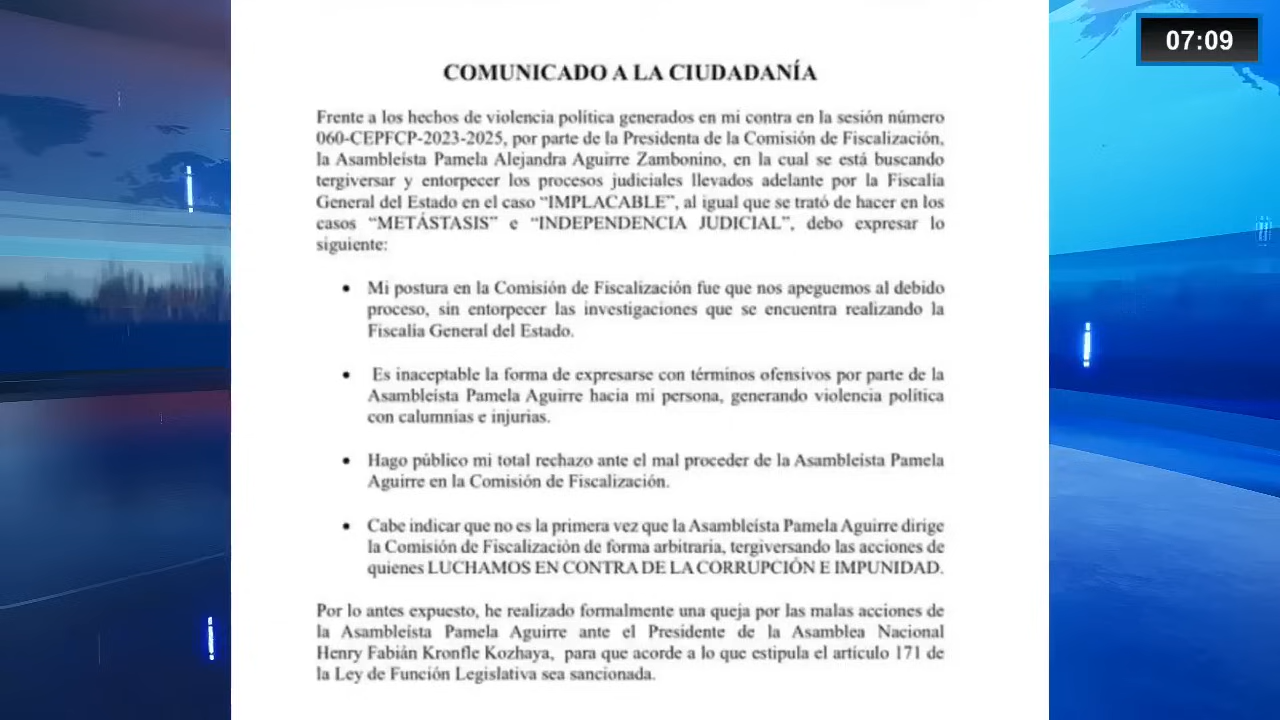 07:09
COMUNICADO A LA CIUDADANÍA
Frente a los hechos de violencia política generados en mi contra en la sesión número
060-CEPFCP-2023-2025, por parte de la Presidenta de la Comisión de Fiscalización,
la Asambleísta Pamela Alejandra Aguirre Zambonino, en la cual se está buscando
tergiversar y entorpecer los procesos judiciales llevados adelante por la Fiscalía
General del Estado en el caso “IMPLACABLE”, al igual que se trató de hacer en los
casos “METÁSTASIS” e “INDEPENDENCIA JUDICIAL”, debo expresar lo
siguiente:
• Mi postura en la Comisión de Fiscalización fue que nos apeguemos al debido
proceso, sin entorpecer las investigaciones que se encuentra realizando la
Fiscalía General del Estado.
• Es inaceptable la forma de expresarse con términos ofensivos por parte de la
Asambleísta Pamela Aguirre hacia mi persona, generando violencia política
con calumnias e injurias.
• Hago público mi total rechazo ante el mal proceder de la Asambleísta Pamela
Aguirre en la Comisión de Fiscalización.
• Cabe indicar que no es la primera vez que la Asambleísta Pamela Aguirre dirige
la Comisión de Fiscalización de forma arbitraria, tergiversando las acciones de
quienes LUCHAMOS EN CONTRA DE LA CORRUPCIÓN E IMPUNIDAD.
Por lo antes expuesto, he realizado formalmente una queja por las malas acciones de
la Asambleísta Pamela Aguirre ante el Presidente de la Asamblea Nacional
Henry Fabián Kronfle Kozhaya, para que acorde a lo que estipula el artículo 171 de
la Ley de Función Legislativa sea sancionada.